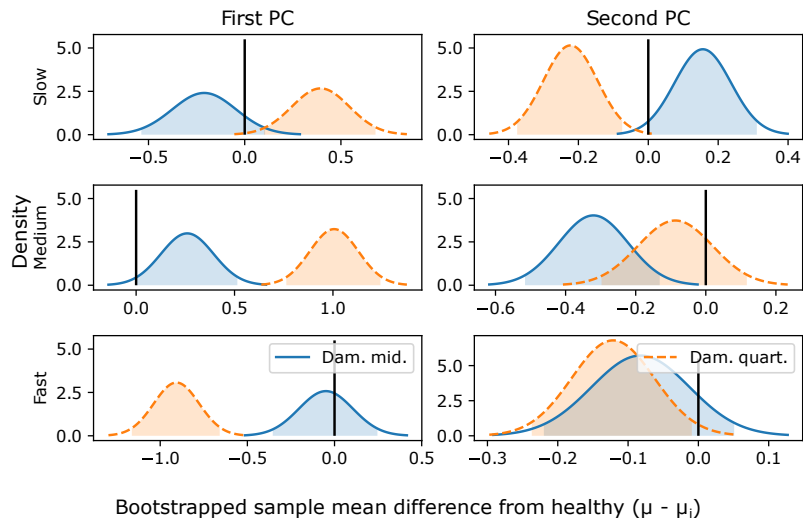 First PC Second PC
5.0 5.0
2.5 2.5
0.0 0.0
Slow
−0.5 0.0 0.5 −0.4 −0.2 0.0 0.2 0.4
5.0 5.0
2.5 2.5
0.0 0.0
Density
Medium
0.0 0.5 1.0 −0.6 −0.4 −0.2 0.0 0.2
5.0 5.0
2.5 2.5
0.0 0.0
Fast
Dam. mid. Dam. quart.
−1.0 −0.5 0.0 0.5 −0.3 −0.2 −0.1 0.0 0.1
Bootstrapped sample mean difference from healthy (μ - μᵢ)